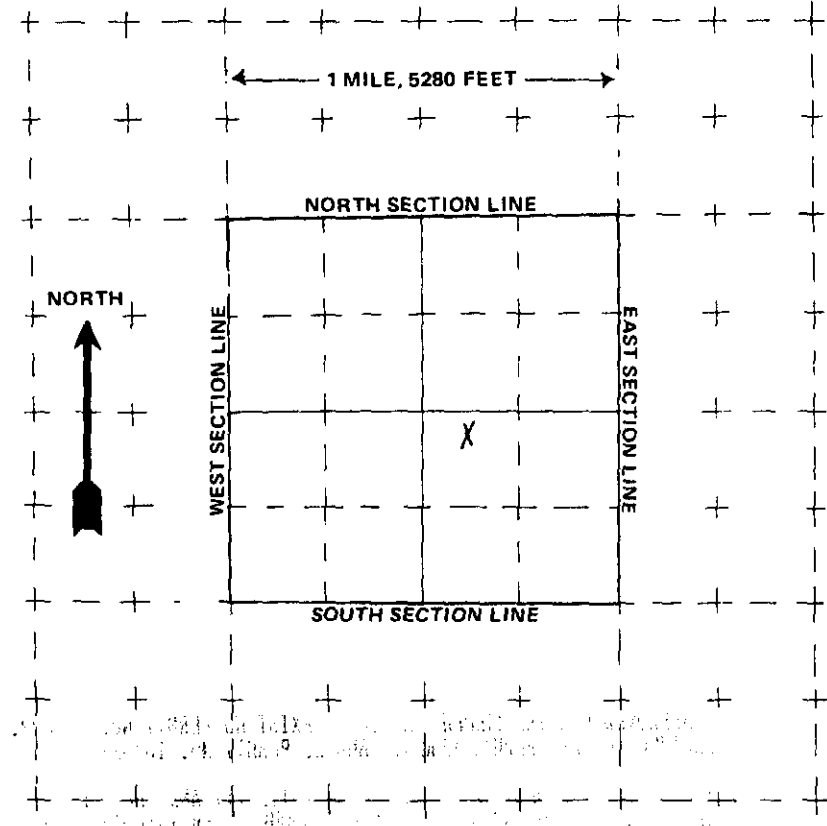 1 MILE, 5280 FEET
NORTH SECTION LINE
NORTH
WEST SECTION LINE
EAST SECTION LINE
X
SOUTH SECTION LINE